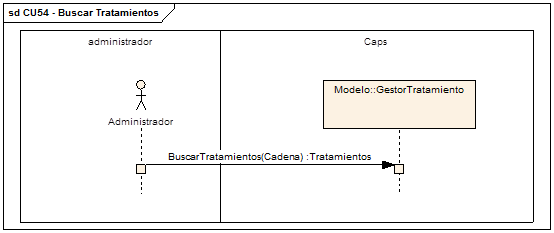 sd CU54 - Buscar Tratamientos
administrador
Caps
Modelo::GestorTratamiento
Administrador
BuscarTratamientos(Cadena) :Tratamientos